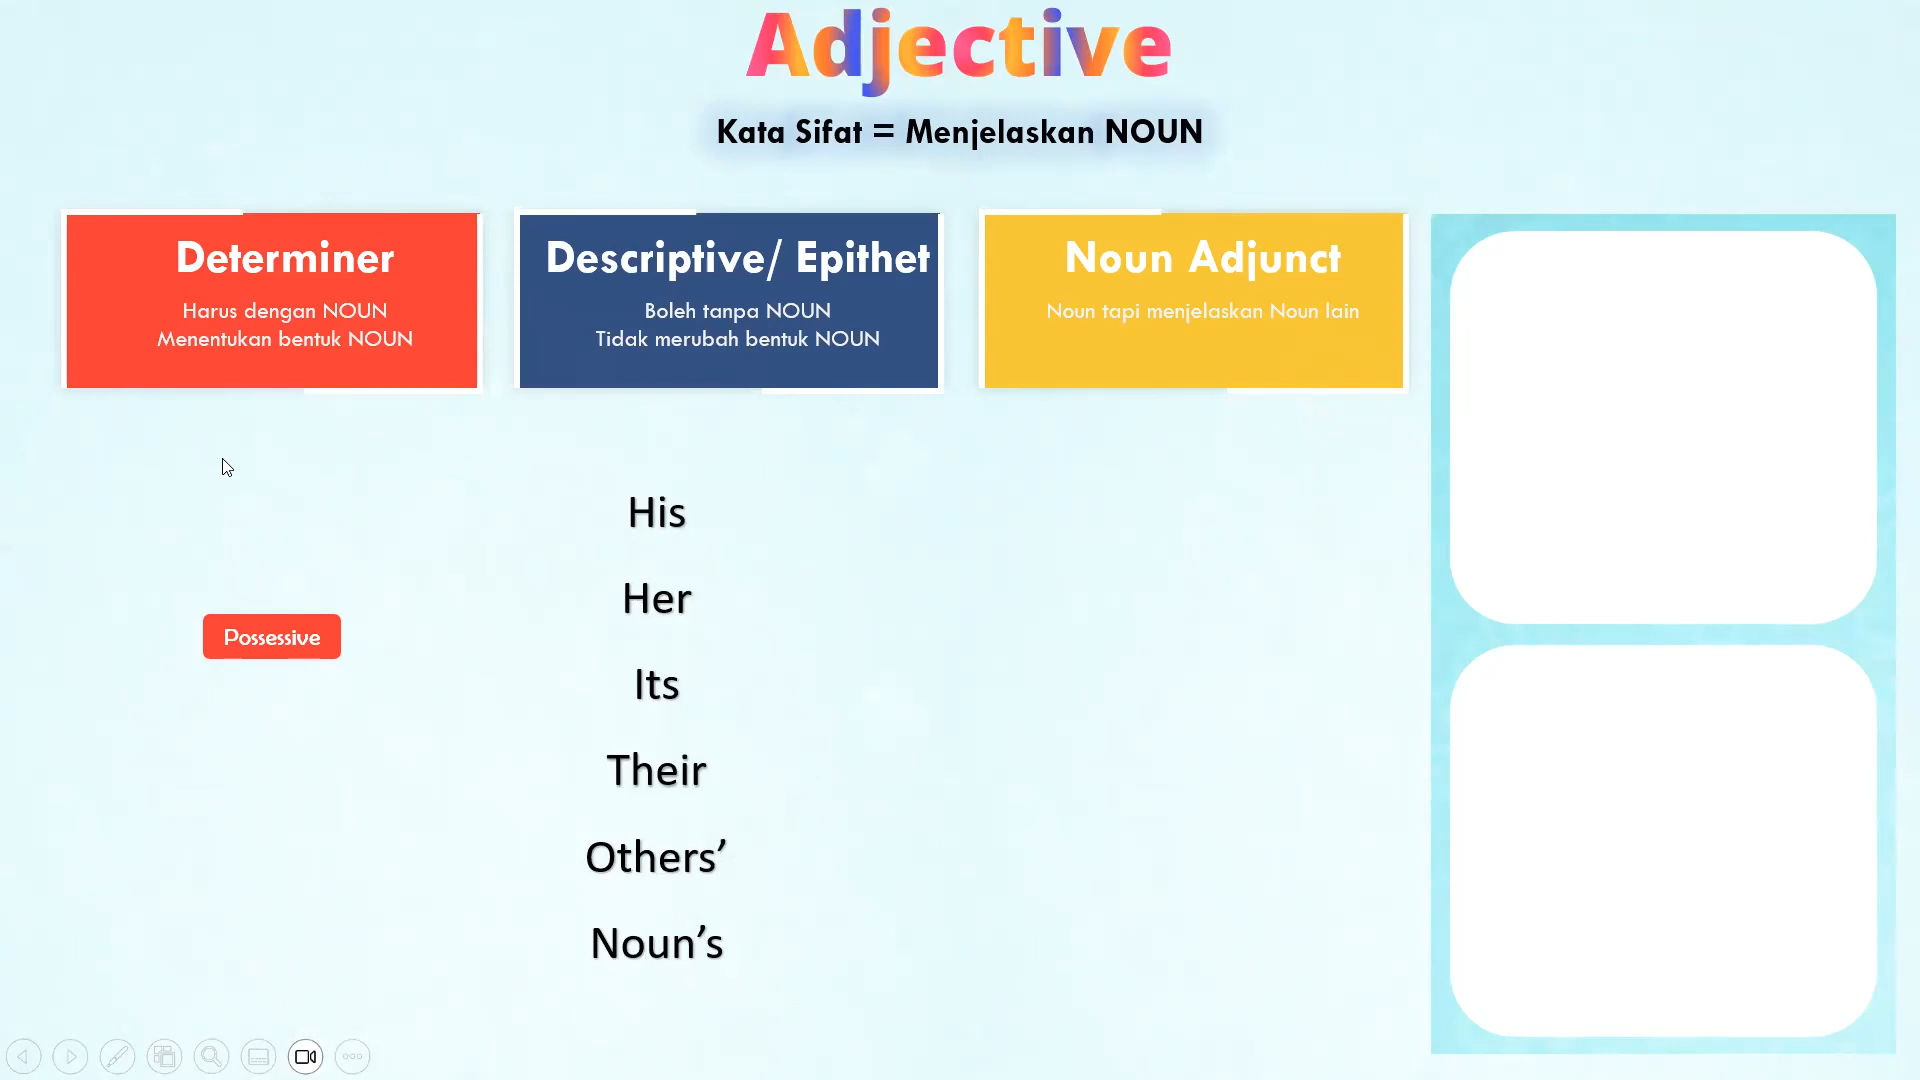 Adjective
Kata Sifat = Menjelaskan NOUN
Determiner
Harus dengan NOUN
Menentukan bentuk NOUN
Descriptive/ Epithet
Boleh tanpa NOUN
Tidak merubah bentuk NOUN
Noun Adjunct
Noun tapi menjelaskan Noun lain
Possessive
His
Her
Its
Their
Others’
Noun’s